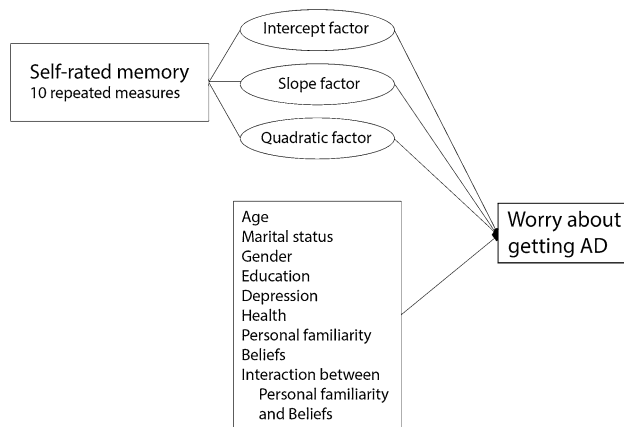 Intercept factor
Self-rated memory
10 repeated measures
Slope factor
Quadratic factor
Age
Marital status
Gender
Education
Depression
Health
Personal familiarity
Beliefs
Interaction between
Personal familiarity
and Beliefs
Worry about
getting AD